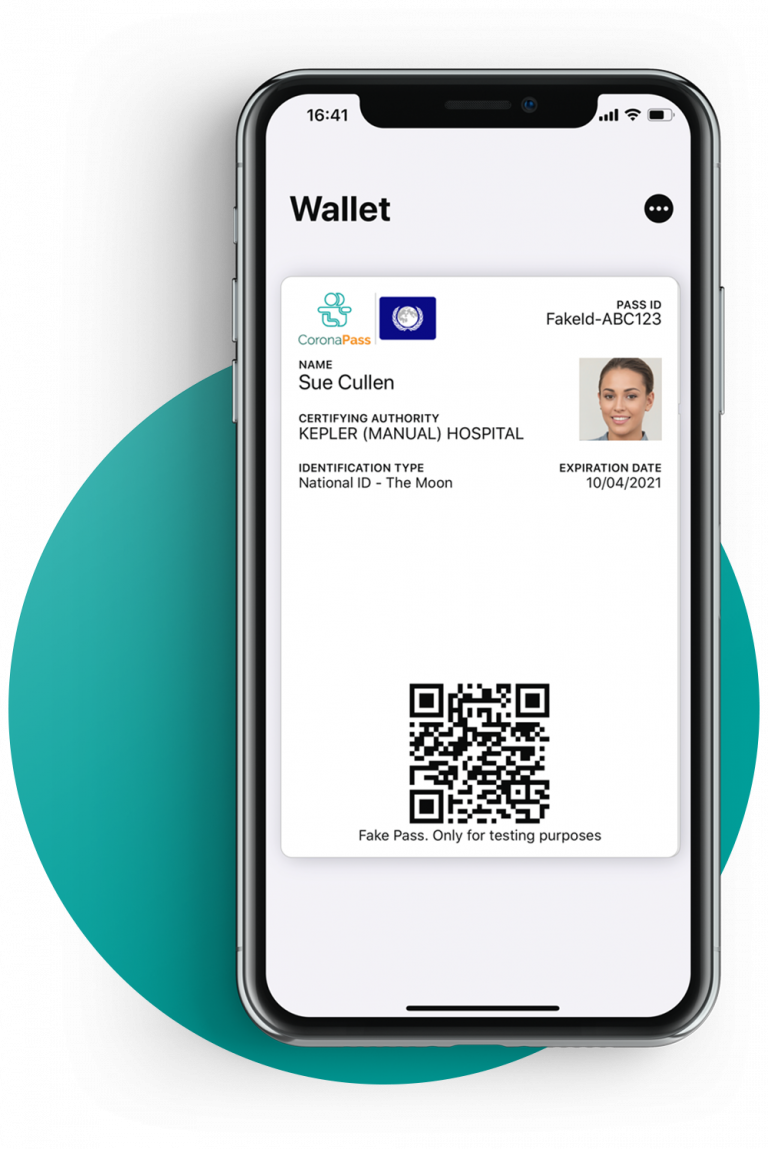 16:41
Wallet
CoronaPass
PASS ID
FakeId-ABC123
NAME
Sue Cullen
CERTIFYING AUTHORITY
KEPLER (MANUAL) HOSPITAL
IDENTIFICATION TYPE
National ID - The Moon
EXPIRATION DATE
10/04/2021
Fake Pass. Only for testing purposes